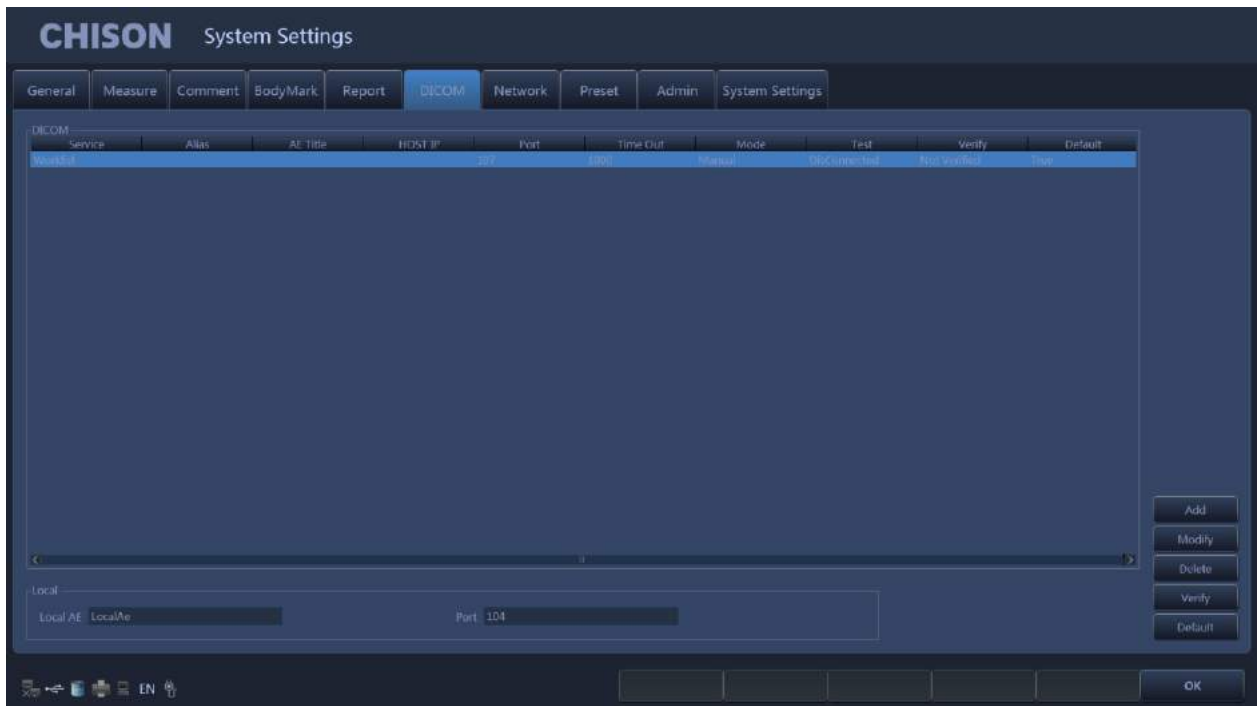 CHISON System Settings
General Measure Comment BodyMark Report DICOM Network Preset Admin System Settings
DICOM
Service Alias AE Title HOST IP Port Time Out Mode Test Verify Default
Worklist 107 1000 Manual DisConnected Not Verified True
Add
Modify
Delete
Local
Verify
Local AE LocalAe Port 104
Default
EN
OK